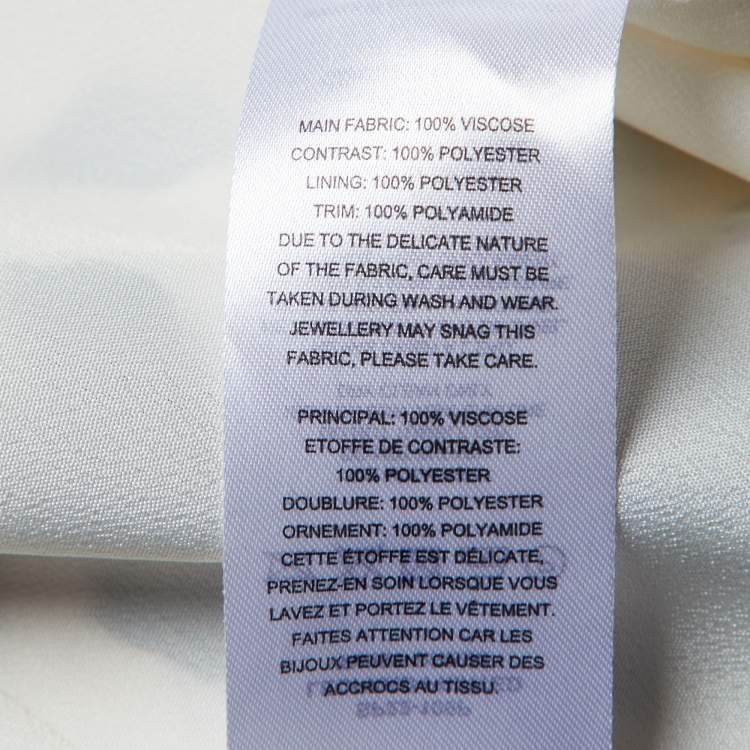 MAIN FABRIC: 100% VISCOSE
CONTRAST: 100% POLYESTER
LINING: 100% POLYESTER
TRIM: 100% POLYAMIDE
DUE TO THE DELICATE NATURE
OF THE FABRIC, CARE MUST BE
TAKEN DURING WASH AND WEAR.
JEWELLERY MAY SNAG THIS
FABRIC, PLEASE TAKE CARE.
PRINCIPAL: 100% VISCOSE
ETOFFE DE CONTRASTE:
100% POLYESTER
DOUBLURE: 100% POLYESTER
ORNEMENT: 100% POLYAMIDE
CETTE ÉTOFFE EST DÉLICATE,
PRENEZ-EN SOIN LORSQUE VOUS
LAVEZ ET PORTEZ LE VÊTEMENT.
FAITES ATTENTION CAR LES
BIJOUX PEUVENT CAUSER DES
ACCROCS AU TISSU.